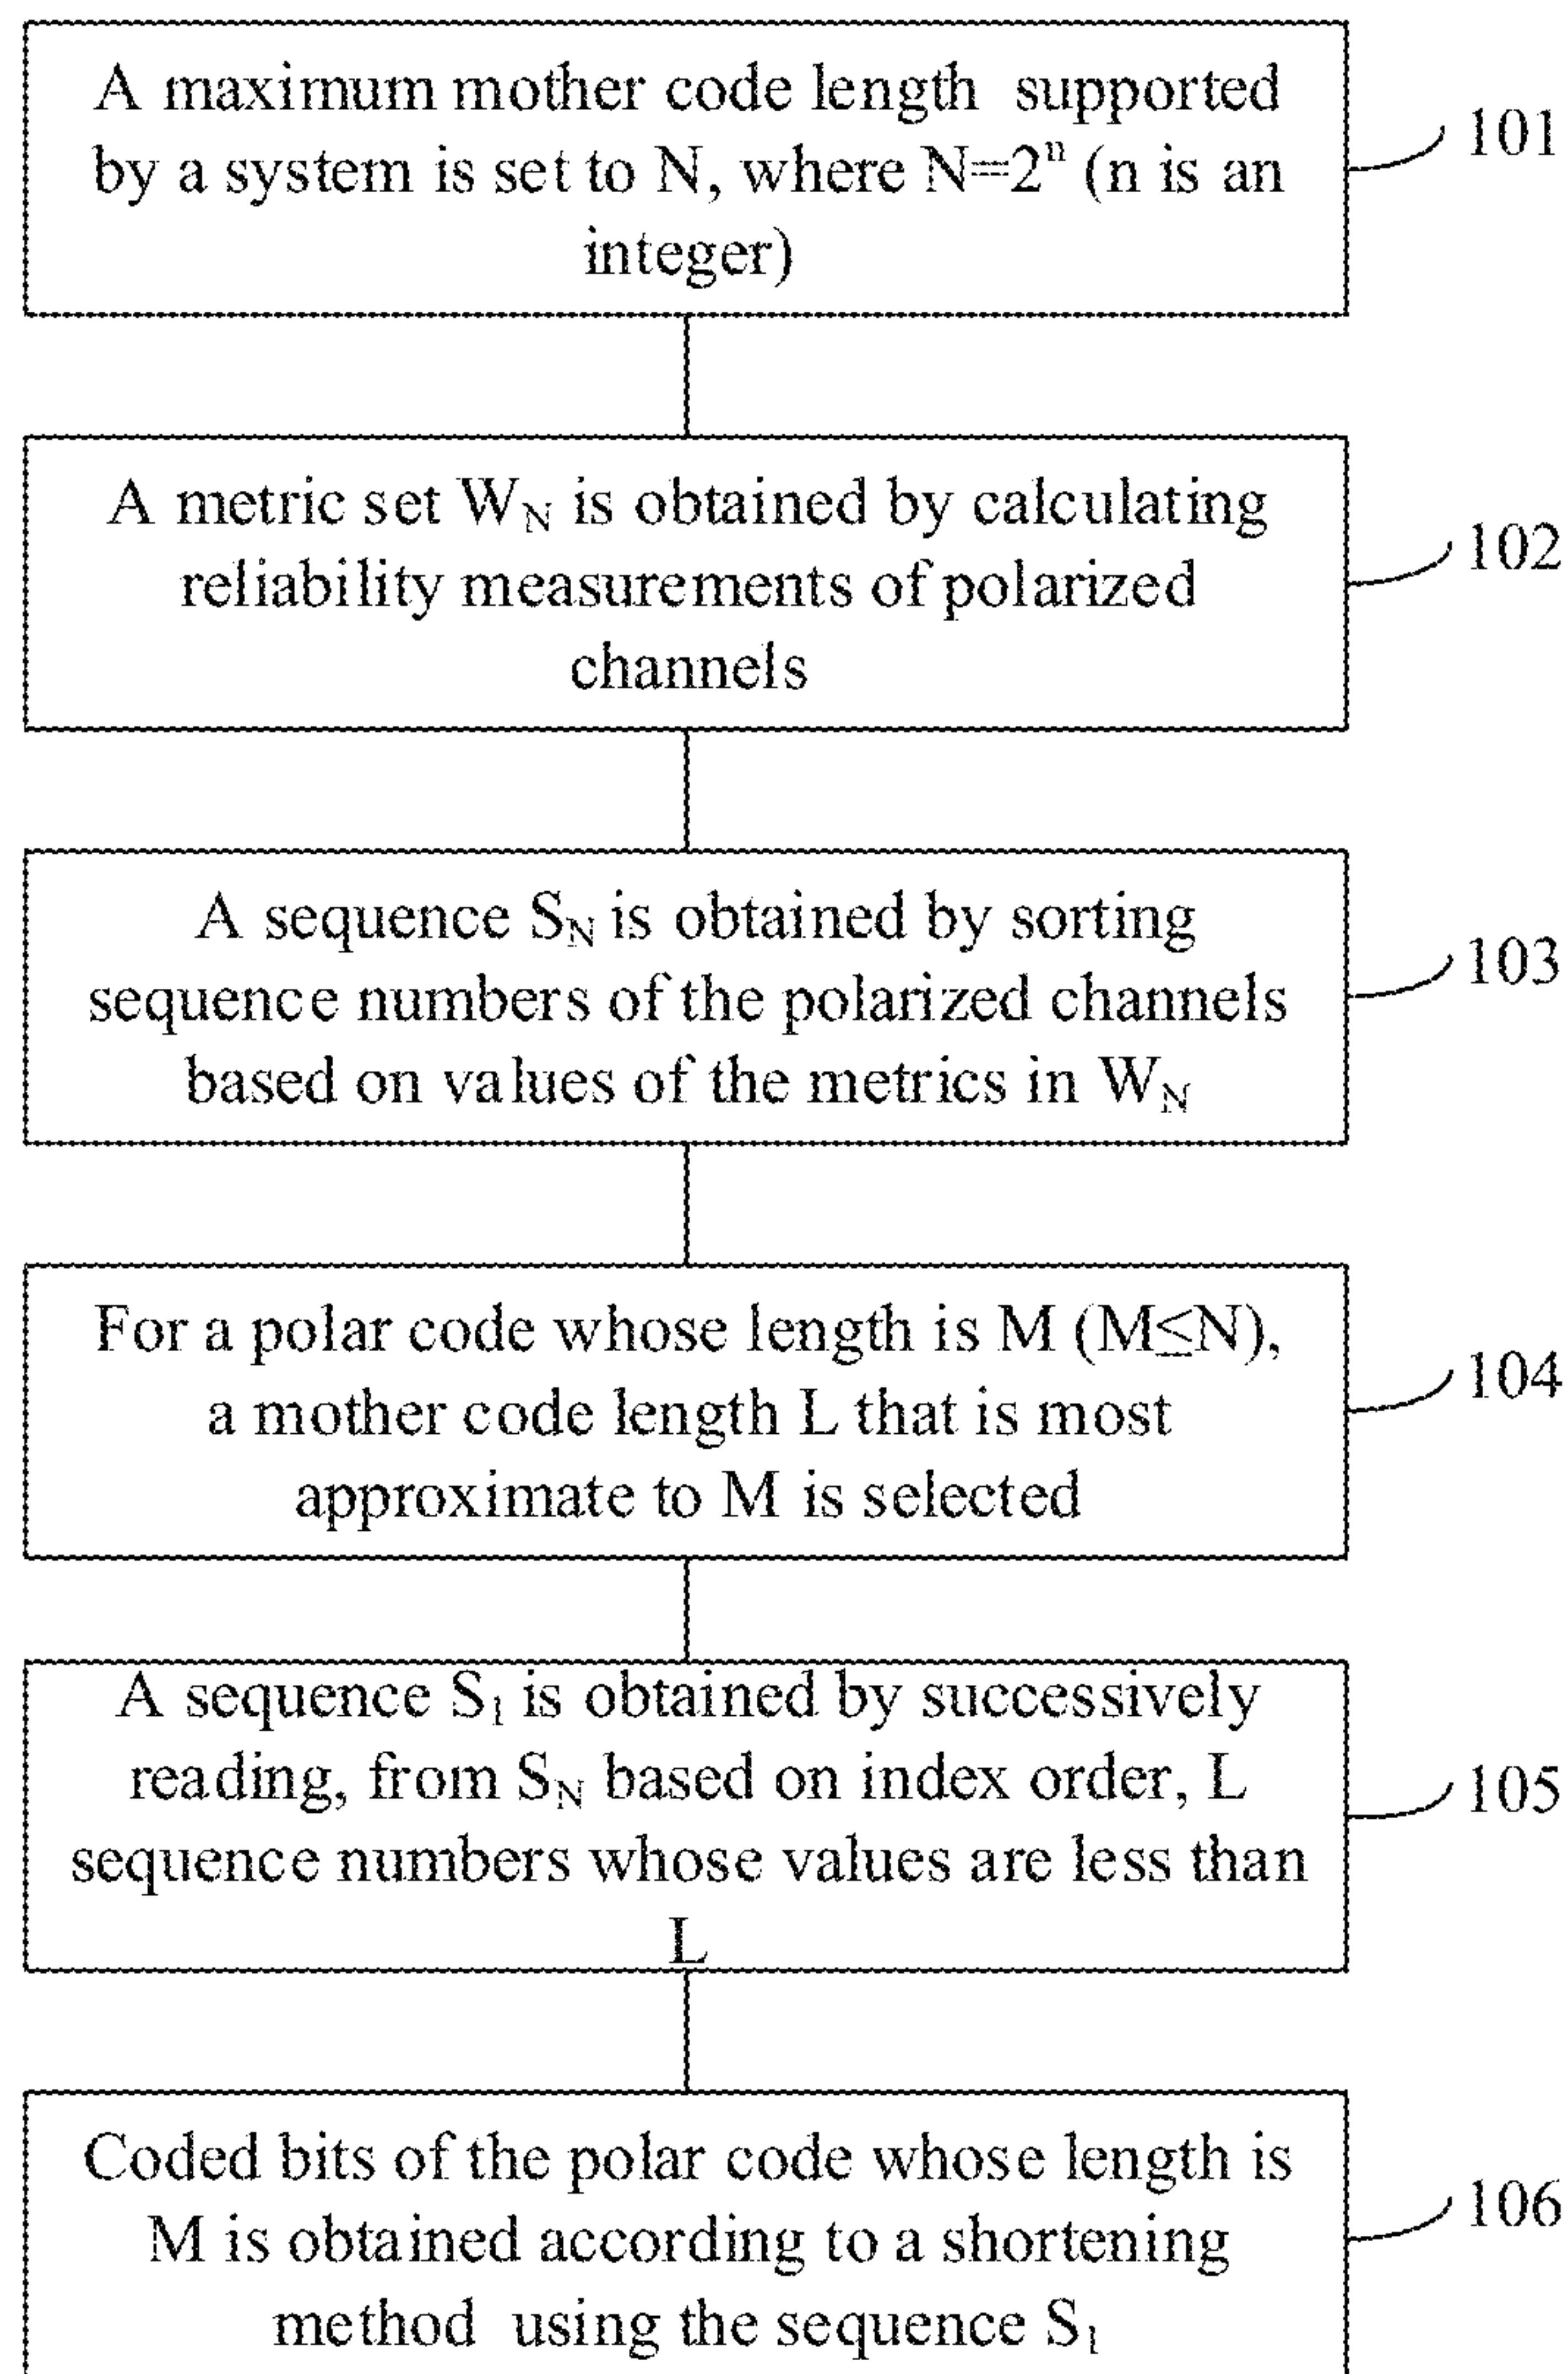 A maximum mother code length supported
by a system is set to N, where N=2ⁿ (n is an
integer)
101
A metric set W_N is obtained by calculating
reliability measurements of polarized
channels
102
A sequence S_N is obtained by sorting
sequence numbers of the polarized channels
based on values of the metrics in W_N
103
For a polar code whose length is M (M≤N),
a mother code length L that is most
approximate to M is selected
104
A sequence S₁ is obtained by successively
reading, from S_N based on index order, L
sequence numbers whose values are less than
L
105
Coded bits of the polar code whose length is
M is obtained according to a shortening
method using the sequence S₁
106